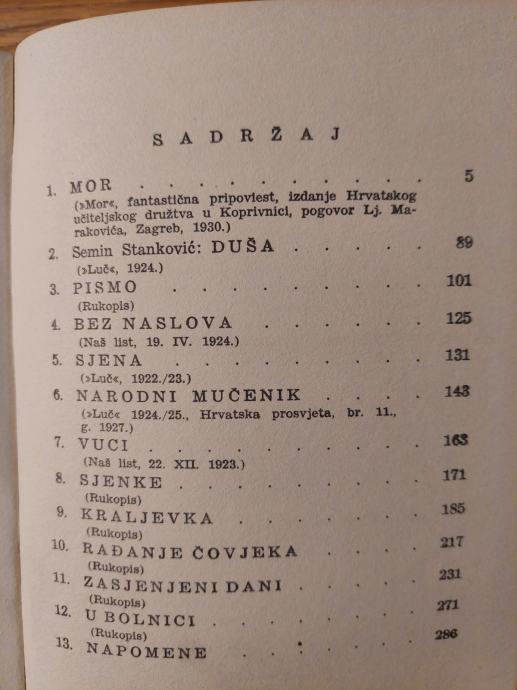 SADRŽAJ
1. MOR . . . . . . . . . . 5
(»Mor«, fantastična pripoviest, izdanje Hrvatskog
učiteljskog družtva u Koprivnici, pogovor Lj. Ma-
rakovića, Zagreb, 1930.)
2. Semin Stanković: DUŠA . . . . . 89
(»Luč«, 1924.)
3. PISMO . . . . . . . . . 101
(Rukopis)
4. BEZ NASLOVA . . . . . . 125
(Naš list, 19. IV. 1924.)
5. SJENA . . . . . . . . . 131
(»Luč«, 1922./23.)
6. NARODNI MUČENIK . . . . 143
(»Luč« 1924./25., Hrvatska prosvjeta, br. 11.,
g. 1927.)
7. VUCI . . . . . . . . . . 163
(Naš list, 22. XII. 1923.)
8. SJENKE . . . . . . . . 171
(Rukopis)
9. KRALJEVKA . . . . . . 185
(Rukopis)
10. RAĐANJE ČOVJEKA . . . . 217
(Rukopis)
11. ZASJENJENI DANI . . . . 231
(Rukopis)
12. U BOLNICI . . . . . . . 271
(Rukopis)
13. NAPOMENE . . . . . . 286